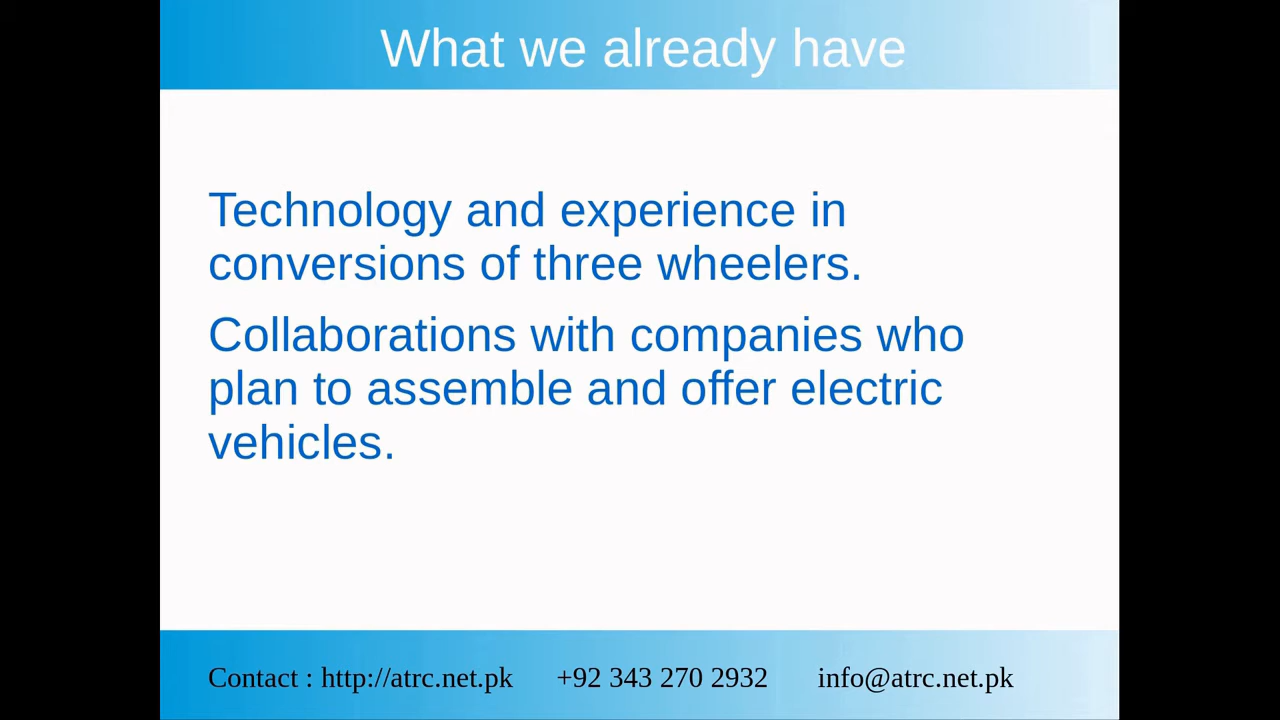 What we already have
Technology and experience in
conversions of three wheelers.
Collaborations with companies who
plan to assemble and offer electric
vehicles.
Contact : http://atrc.net.pk +92 343 270 2932 info@atrc.net.pk